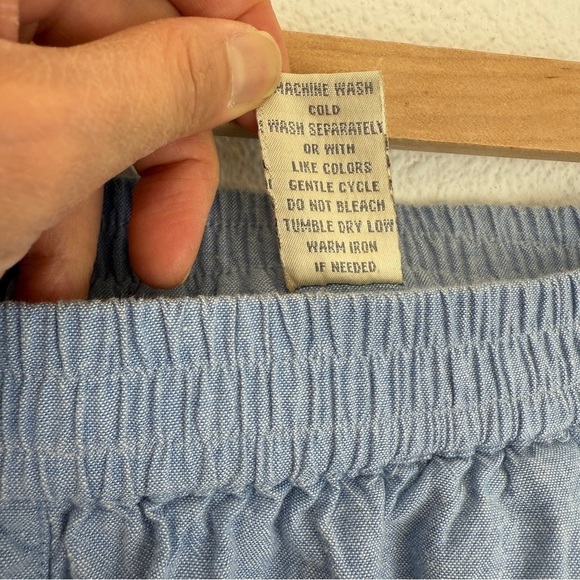 MACHINE WASH
COLD
WASH SEPARATELY
OR WITH
LIKE COLORS
GENTLE CYCLE
DO NOT BLEACH
TUMBLE DRY LOW
WARM IRON
IF NEEDED